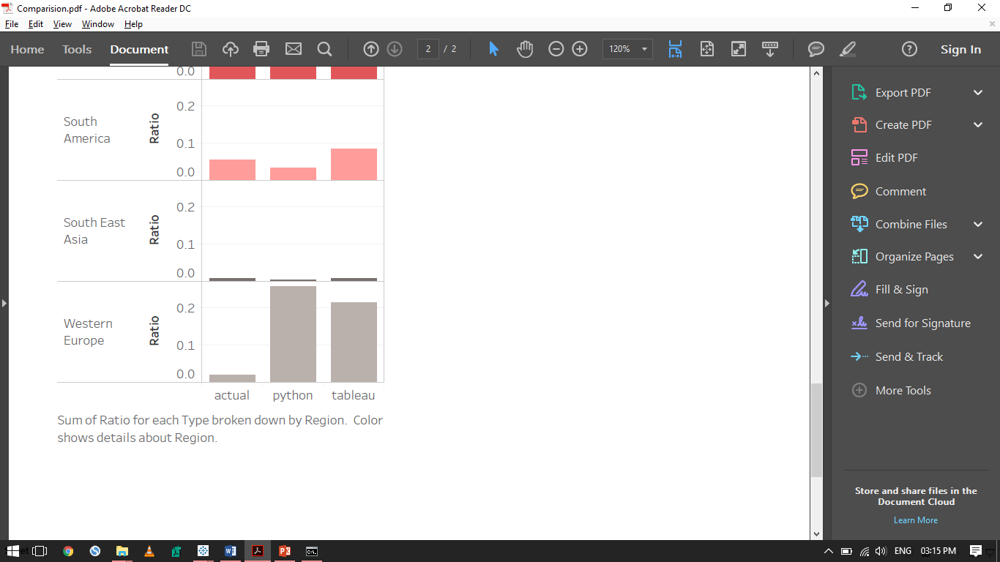 Comparision.pdf - Adobe Acrobat Reader DC
File Edit View Window Help
Home Tools Document 2 / 2 120% Sign In
0.0
South America Ratio 0.2 0.1 0.0
South East Asia Ratio 0.2 0.1 0.0
Western Europe Ratio 0.2 0.1 0.0
actual python tableau
Sum of Ratio for each Type broken down by Region. Color
shows details about Region.
Export PDF
Create PDF
Edit PDF
Comment
Combine Files
Organize Pages
Fill & Sign
Send for Signature
Send & Track
More Tools
Store and share files in the
Document Cloud
Learn More
ENG 03:15 PM